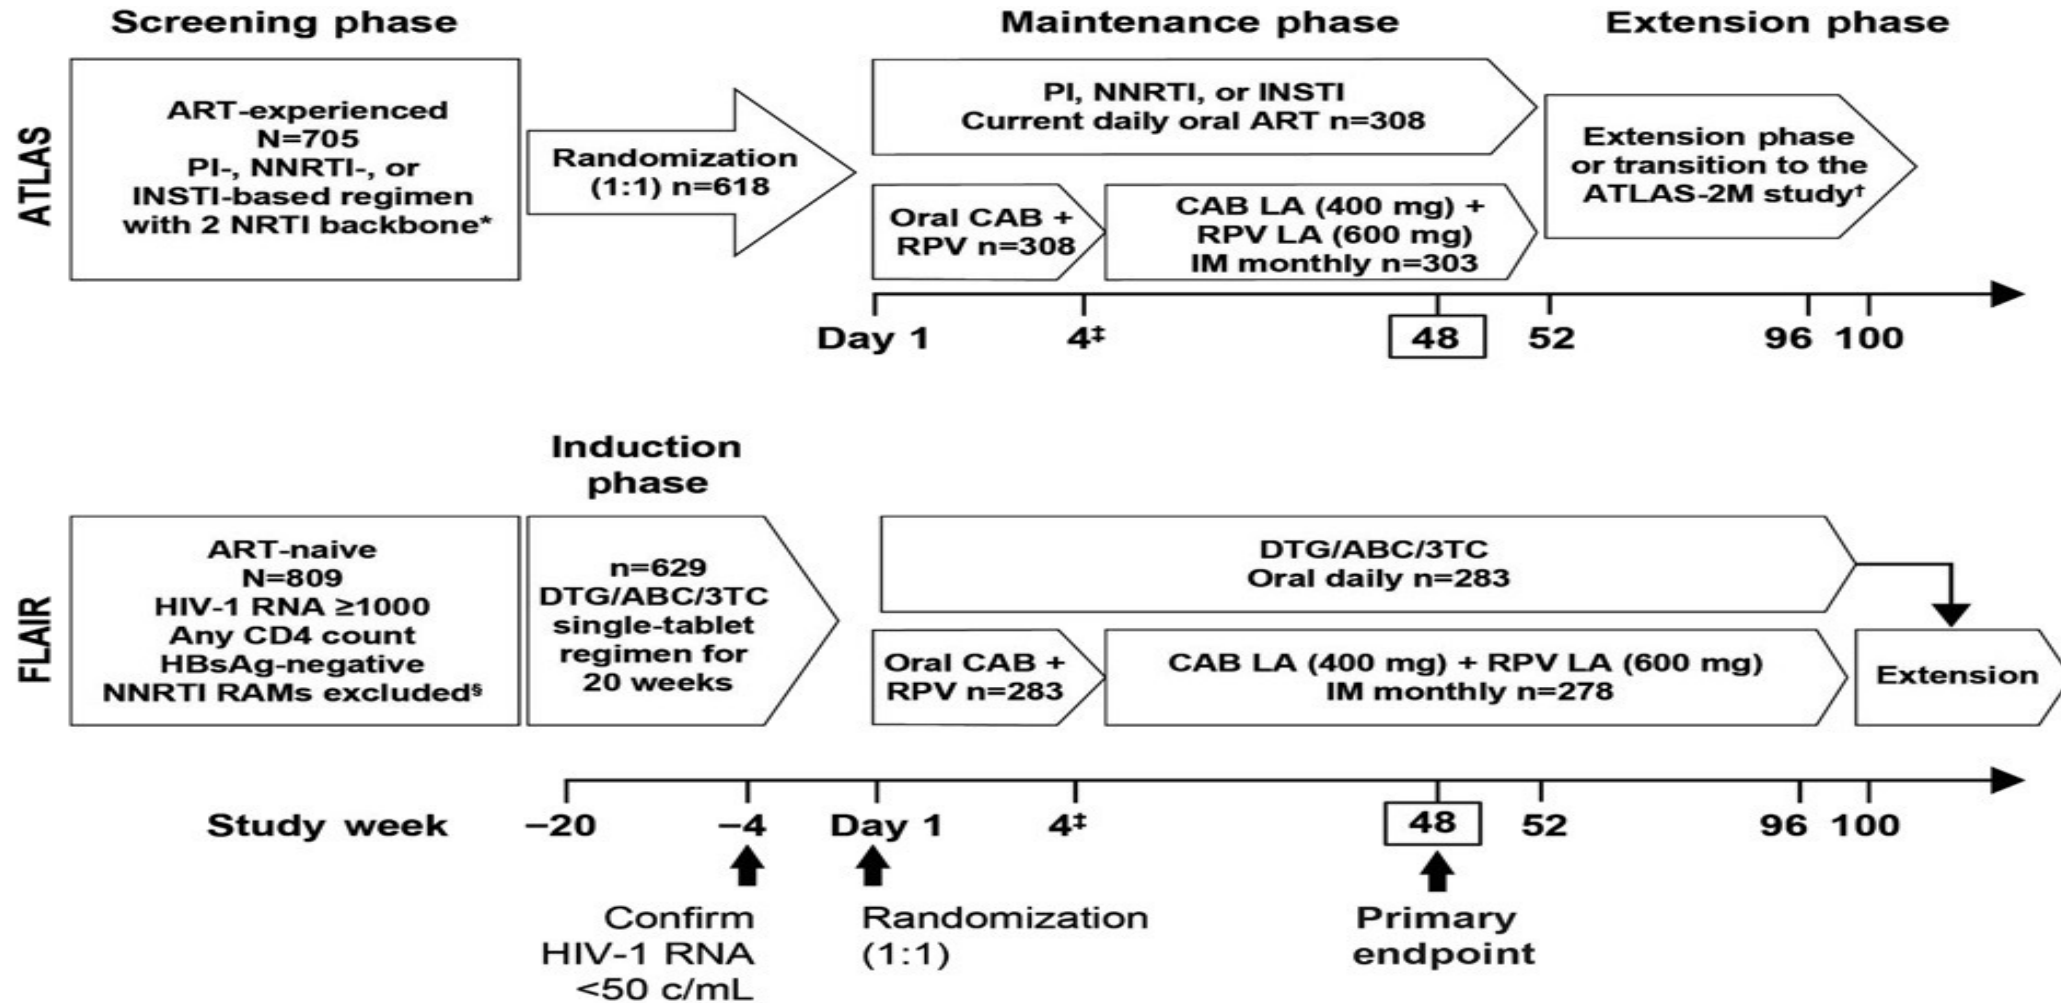 Screening phase
Maintenance phase
Extension phase
ATLAS
ART-experienced
N=705
PI-, NNRTI-, or
INSTI-based regimen
with 2 NRTI backbone*
Randomization
(1:1) n=618
PI, NNRTI, or INSTI
Current daily oral ART n=308
Oral CAB +
RPV n=308
CAB LA (400 mg) +
RPV LA (600 mg)
IM monthly n=303
Extension phase
or transition to the
ATLAS-2M study†
Day 1 4‡ 48 52 96 100
Induction
phase
FLAIR
ART-naive
N=809
HIV-1 RNA ≥1000
Any CD4 count
HBsAg-negative
NNRTI RAMs excluded§
n=629
DTG/ABC/3TC
single-tablet
regimen for
20 weeks
DTG/ABC/3TC
Oral daily n=283
Oral CAB +
RPV n=283
CAB LA (400 mg) + RPV LA (600 mg)
IM monthly n=278
Extension
Study week −20 −4 Day 1 4‡ 48 52 96 100
Confirm
HIV-1 RNA
<50 c/mL
Randomization
(1:1)
Primary
endpoint